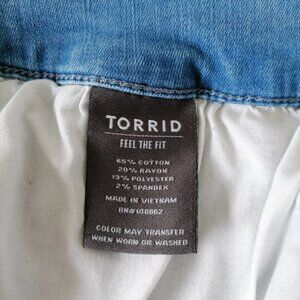 TORRID
FEEL THE FIT
65% COTTON
20% RAYON
13% POLYESTER
2% SPANDEX
MADE IN VIETNAM
RN#148862
COLOR MAY TRANSFER
WHEN WORN OR WASHED